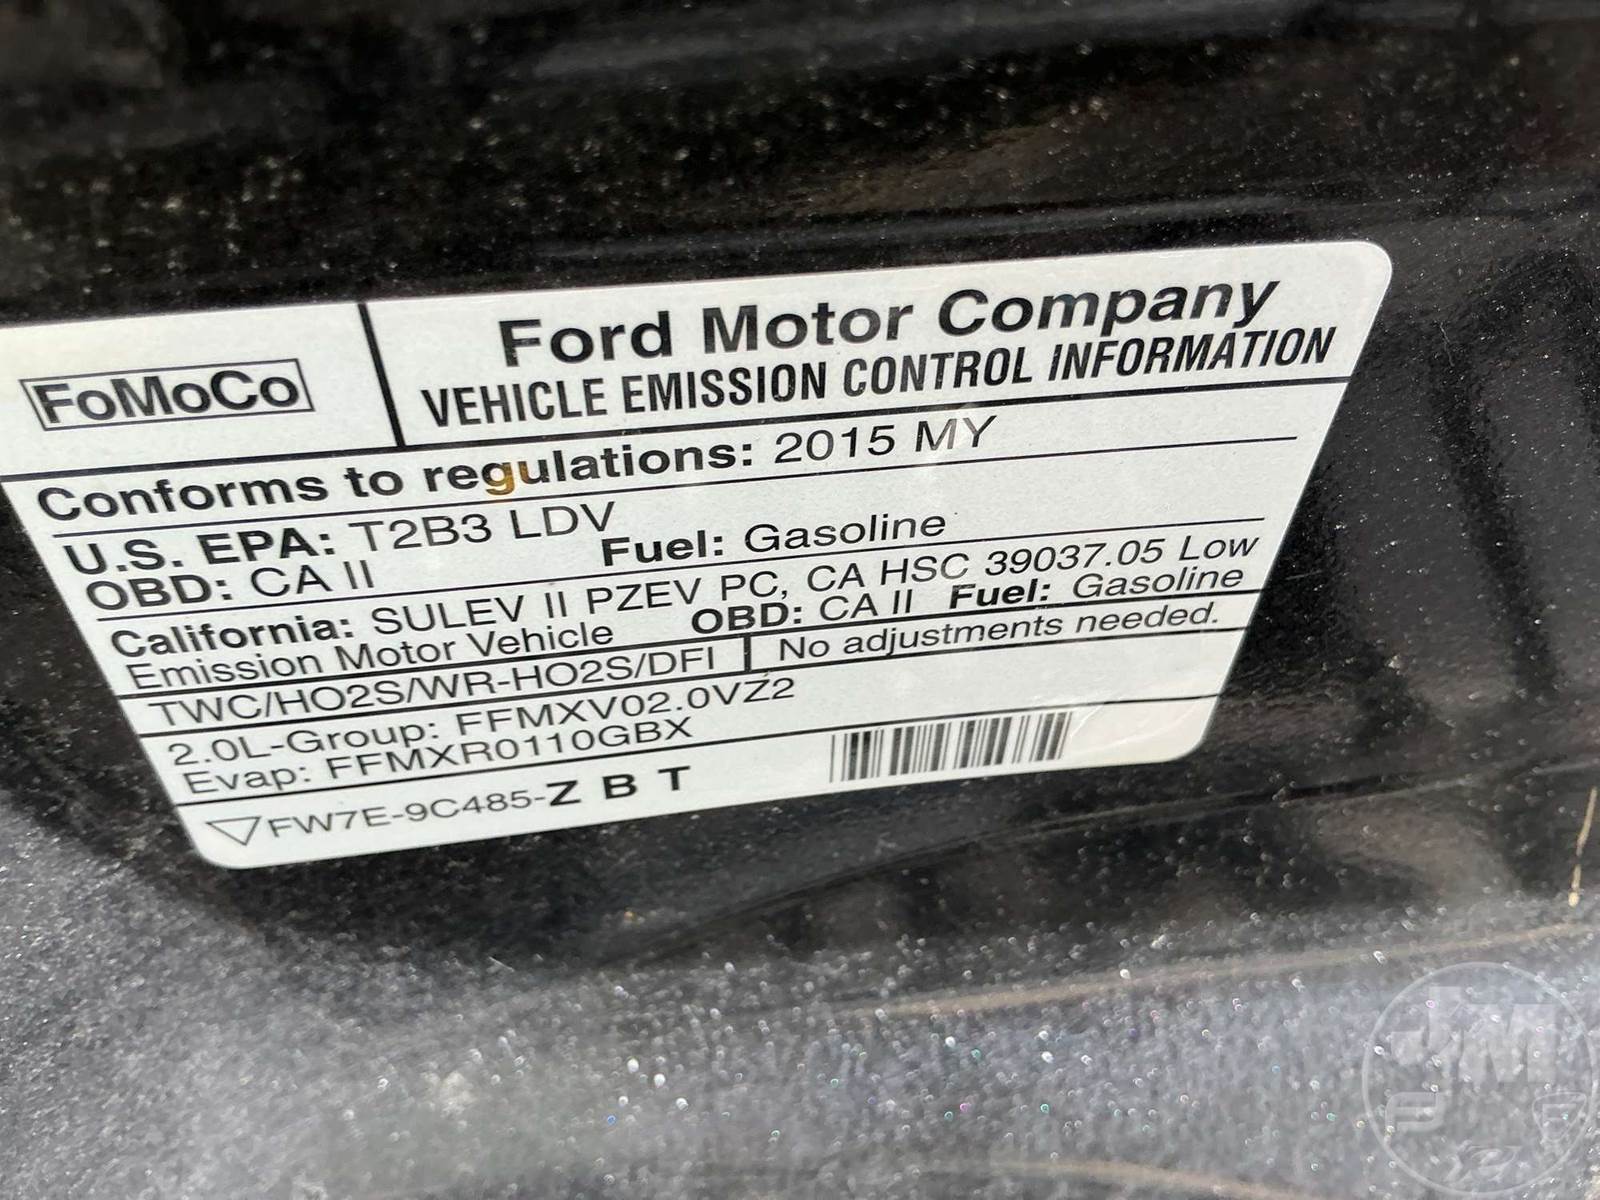 FoMoCo
Ford Motor Company
VEHICLE EMISSION CONTROL INFORMATION
Conforms to regulations: 2015 MY
U.S. EPA: T2B3 LDV
OBD: CA II Fuel: Gasoline
California: SULEV II PZEV PC, CA HSC 39037.05 Low
Emission Motor Vehicle OBD: CA II Fuel: Gasoline
TWC/HO2S/WR-HO2S/DFI No adjustments needed.
2.0L-Group: FFMXV02.0VZ2
Evap: FFMXR0110GBX
FW7E-9C485-Z B T
JM